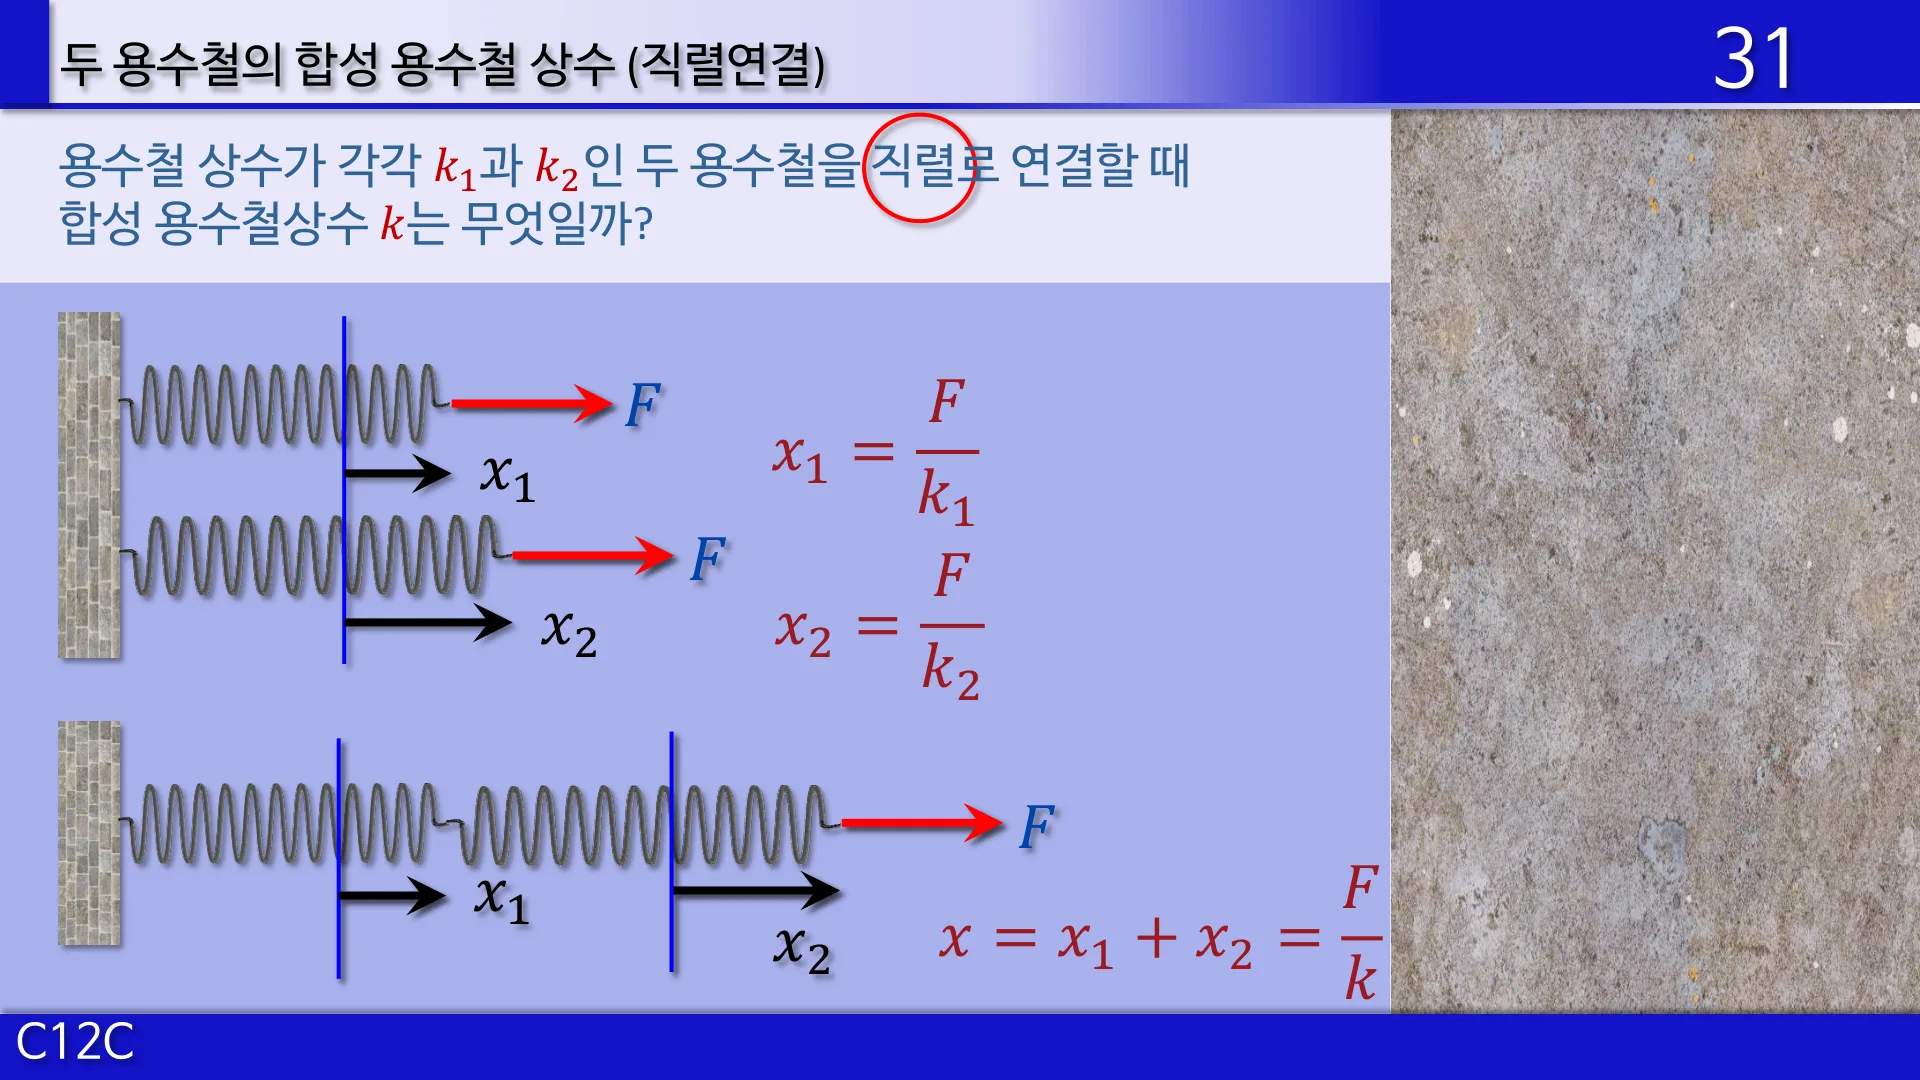 두 용수철의 합성 용수철 상수 (직렬연결)
31
용수철 상수가 각각 k₁과 k₂인 두 용수철을 직렬로 연결할 때
합성 용수철상수 k는 무엇일까?
F
x₁
x₁ = F/k₁
F
x₂
x₂ = F/k₂
F
x₁
x₂
x = x₁ + x₂ = F/k
C12C